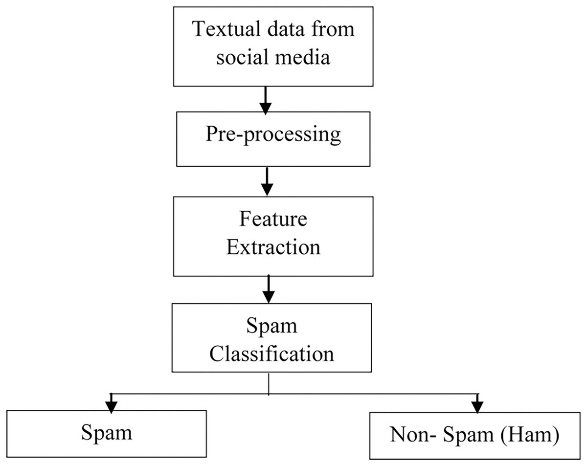 Textual data from
social media
Pre-processing
Feature
Extraction
Spam
Classification
Spam
Non- Spam (Ham)